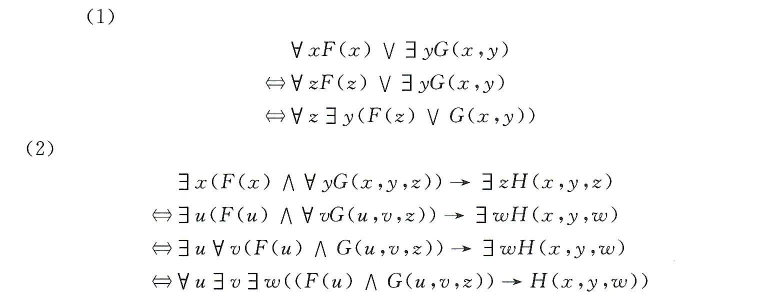 (1)
∀xF(x) ∨ ∃yG(x,y)
⇔∀zF(z) ∨ ∃yG(x,y)
⇔∀z∃y(F(z) ∨ G(x,y))
(2)
∃x(F(x) ∧ ∀yG(x,y,z)) → ∃zH(x,y,z)
⇔∃u(F(u) ∧ ∀vG(u,v,z)) → ∃wH(x,y,w)
⇔∃u∀v(F(u) ∧ G(u,v,z)) → ∃wH(x,y,w)
⇔∀u∃v∃w((F(u) ∧ G(u,v,z)) → H(x,y,w))